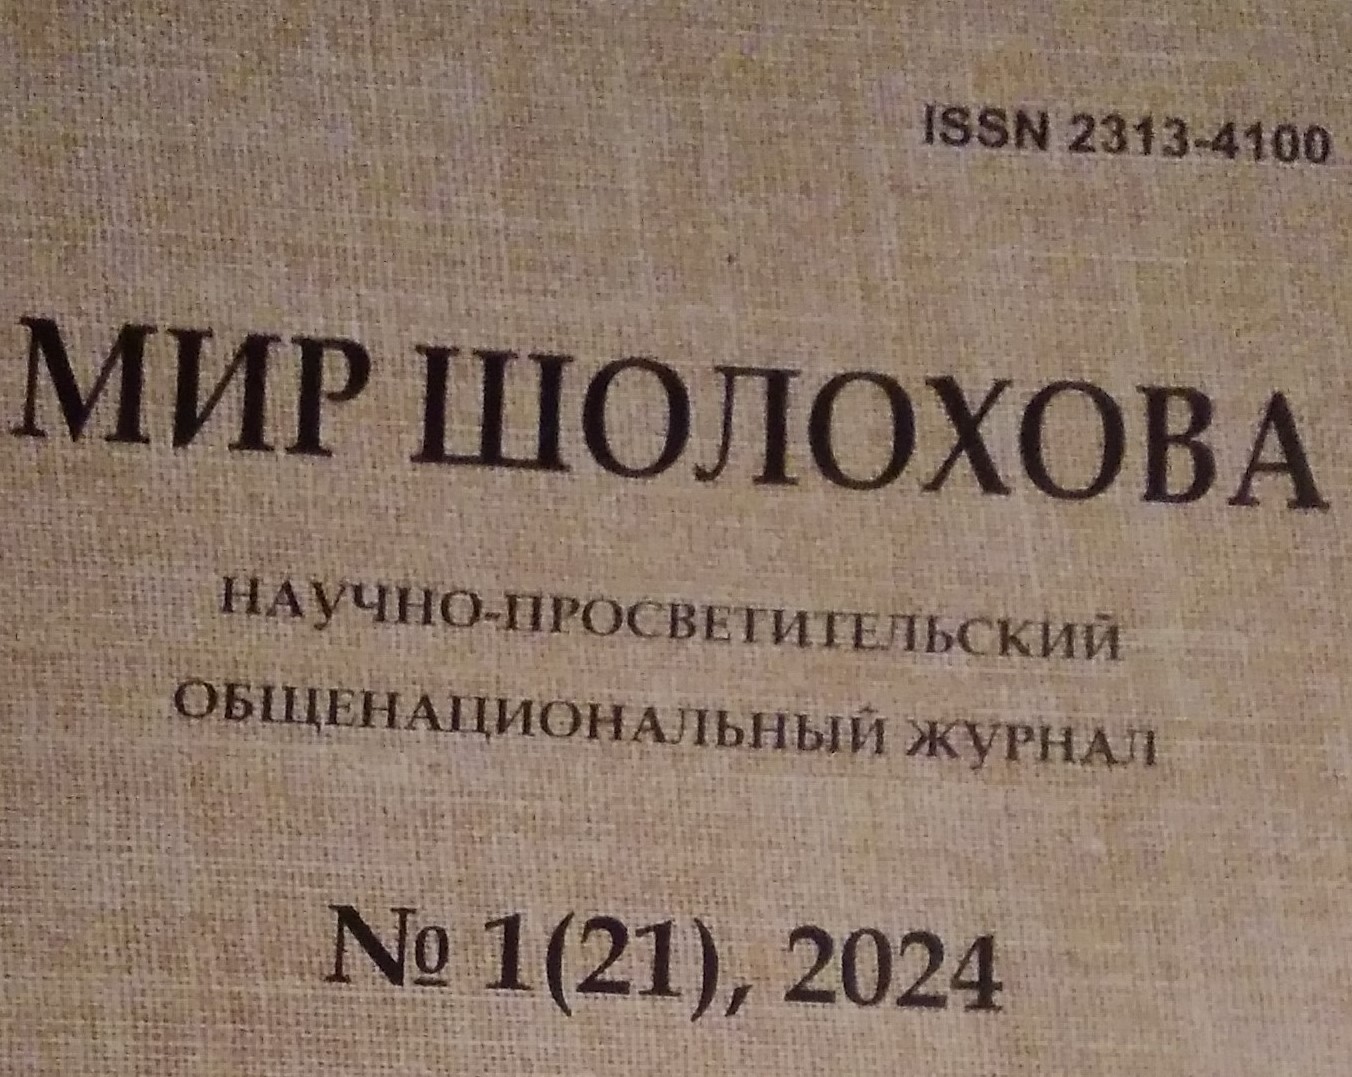 ISSN 2313-4100
МИР ШОЛОХОВА
НАУЧНО-ПРОСВЕТИТЕЛЬСКИЙ
ОБЩЕНАЦИОНАЛЬНЫЙ ЖУРНАЛ
№ 1(21), 2024